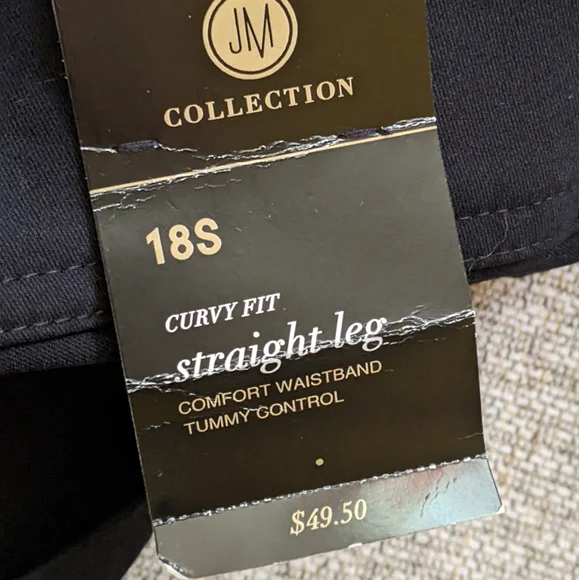 JM
COLLECTION
18S
CURVY FIT
straight leg
COMFORT WAISTBAND
TUMMY CONTROL
$49.50